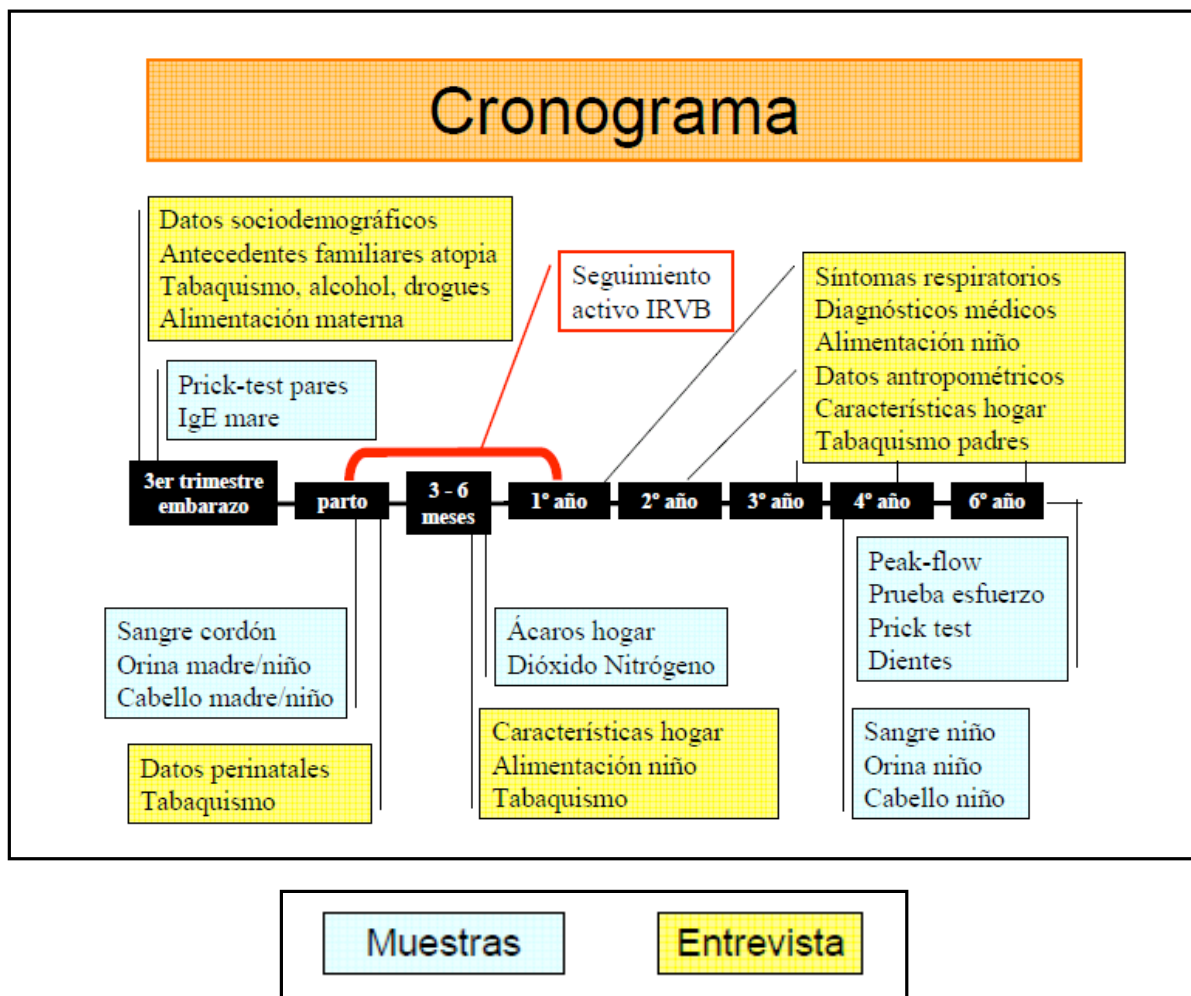 Cronograma
Datos sociodemográficos
Antecedentes familiares atopia
Tabaquismo, alcohol, drogues
Alimentación materna
Prick-test pares
IgE mare
Seguimiento
activo IRVB
Síntomas respiratorios
Diagnósticos médicos
Alimentación niño
Datos antropométricos
Características hogar
Tabaquismo padres
3er trimestre
embarazo
parto
3 - 6
meses
1º año
2º año
3º año
4º año
6º año
Sangre cordón
Orina madre/niño
Cabello madre/niño
Datos perinatales
Tabaquismo
Ácaros hogar
Dióxido Nitrógeno
Características hogar
Alimentación niño
Tabaquismo
Peak-flow
Prueba esfuerzo
Prick test
Dientes
Sangre niño
Orina niño
Cabello niño
Muestras
Entrevista